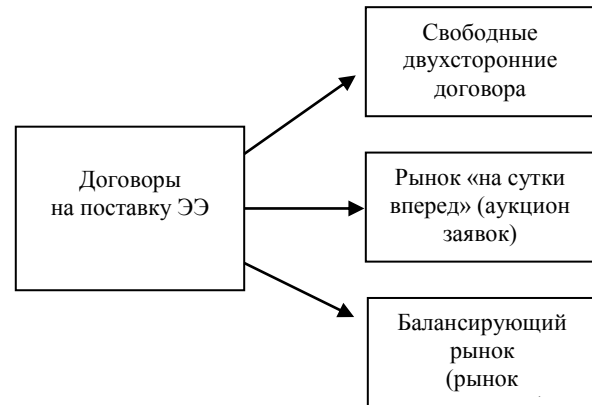 Свободные
двухсторонние
договора
Договоры
на поставку ЭЭ
Рынок «на сутки
вперед» (аукцион
заявок)
Балансирующий
рынок
(рынок